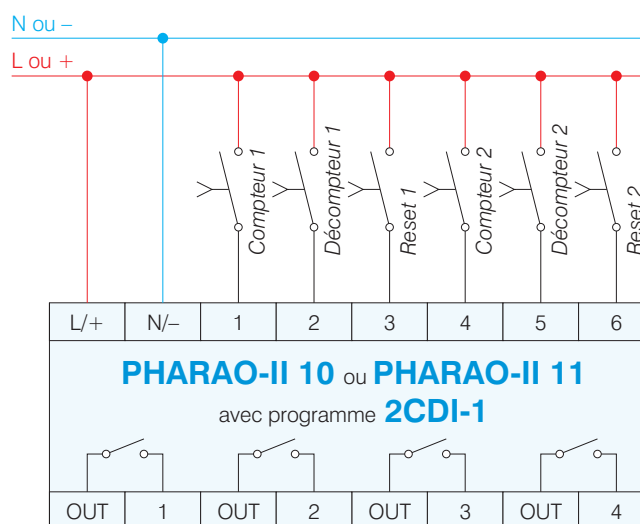 N ou –
L ou +
Compteur 1
Décompteur 1
Reset 1
Compteur 2
Décompteur 2
Reset 2
L/+ N/– 1 2 3 4 5 6
PHARAO-II 10 ou PHARAO-II 11
avec programme 2CDI-1
OUT 1 OUT 2 OUT 3 OUT 4